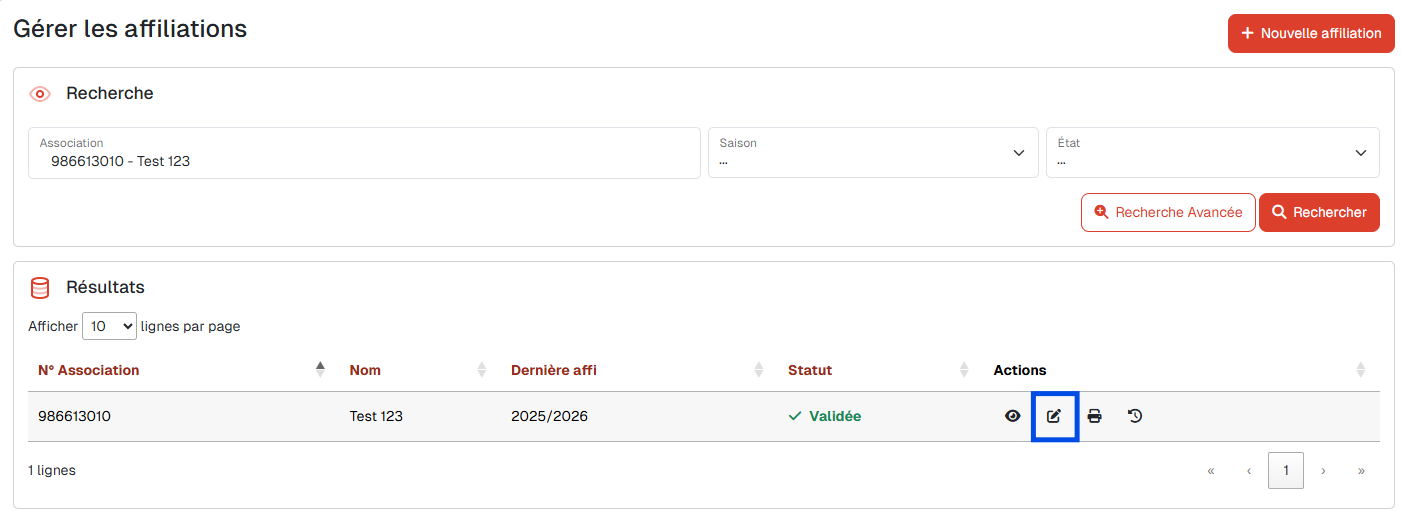 Gérer les affiliations
Nouvelle affiliation
Recherche
Association
986613010 - Test 123
Saison
...
État
...
Recherche Avancée
Rechercher
Résultats
Afficher 10 lignes par page
N° Association Nom Dernière affi Statut Actions
986613010 Test 123 2025/2026 Validée
1 lignes
« ‹ 1 › »